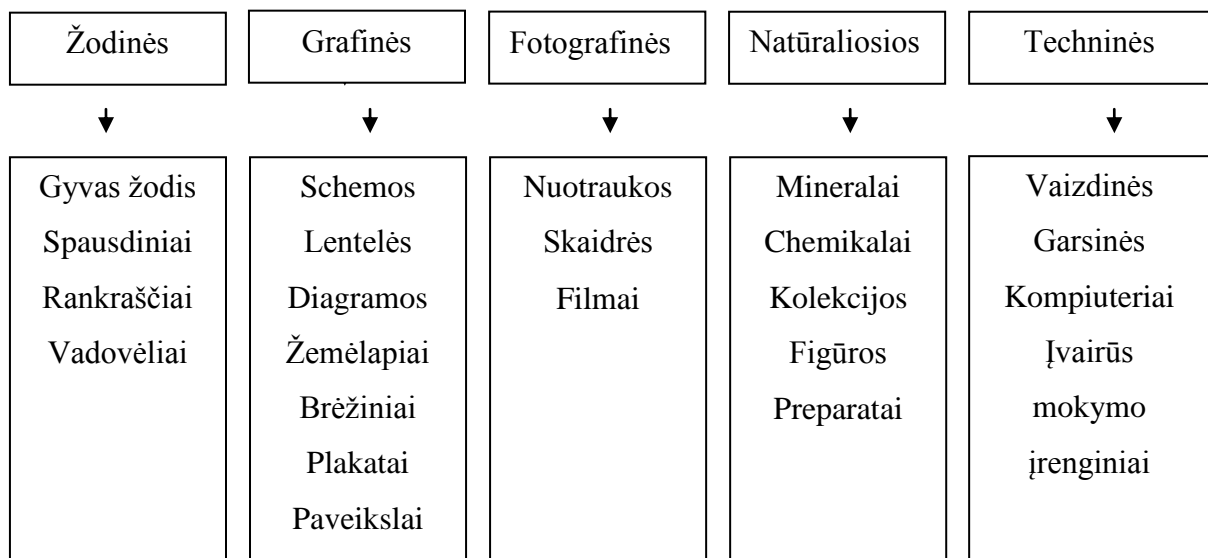 Žodinės
Grafinės
Fotografinės
Natūraliosios
Techninės
Gyvas žodis
Spausdiniai
Rankraščiai
Vadovėliai
Schemos
Lentelės
Diagramos
Žemėlapiai
Brėžiniai
Plakatai
Paveikslai
Nuotraukos
Skaidrės
Filmai
Mineralai
Chemikalai
Kolekcijos
Figūros
Preparatai
Vaizdinės
Garsinės
Kompiuteriai
Įvairūs
mokymo
įrenginiai